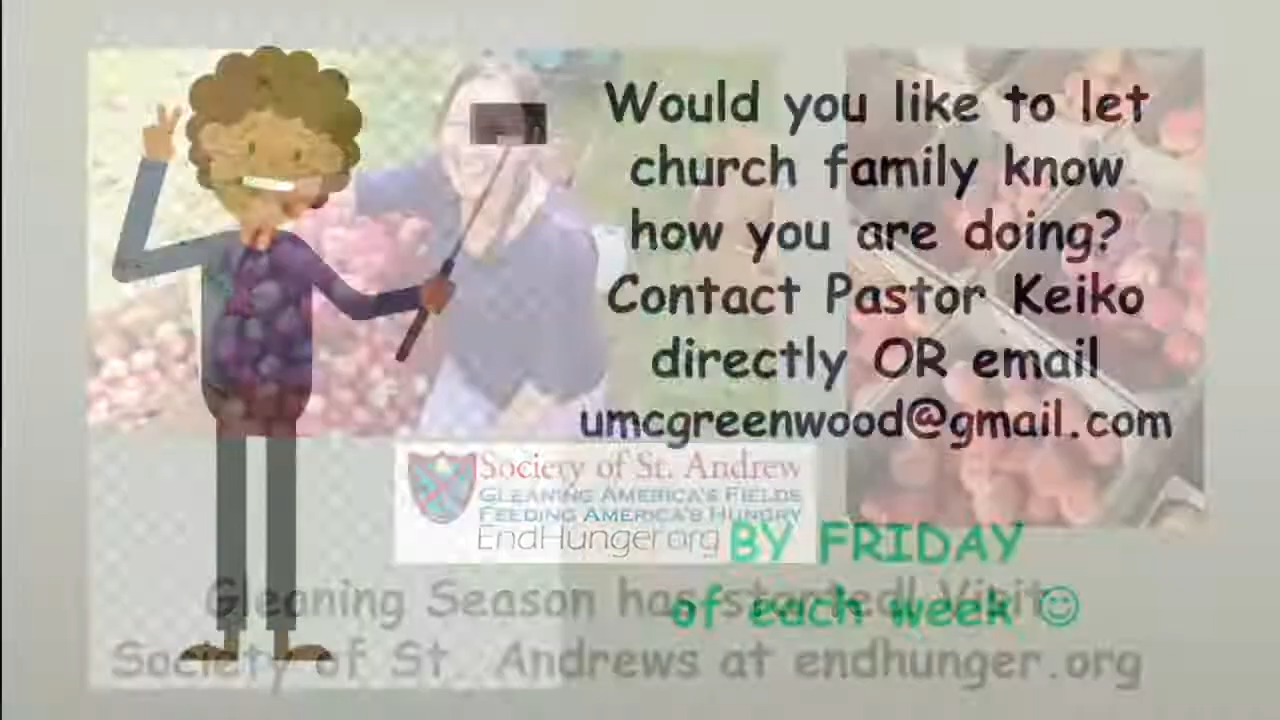 Would you like to let
church family know
how you are doing?
Contact Pastor Keiko
directly OR email
umcgreenwood@gmail.com
Society of St. Andrew
GLEANING AMERICA'S FIELDS
FEEDING AMERICA'S HUNGRY
EndHunger.org
BY FRIDAY
of each week ☺
Gleaning Season has started! Visit
Society of St. Andrews at endhunger.org